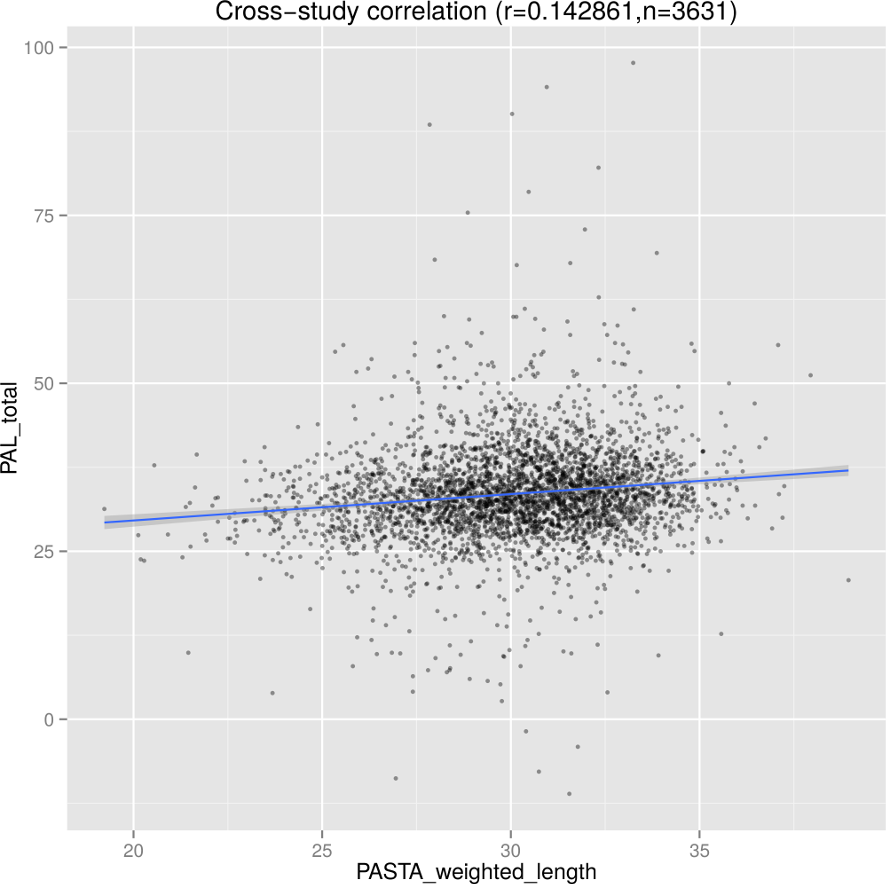 Cross−study correlation (r=0.142861,n=3631)
100
75
50
25
0
PAL_total
20 25 30 35
PASTA_weighted_length